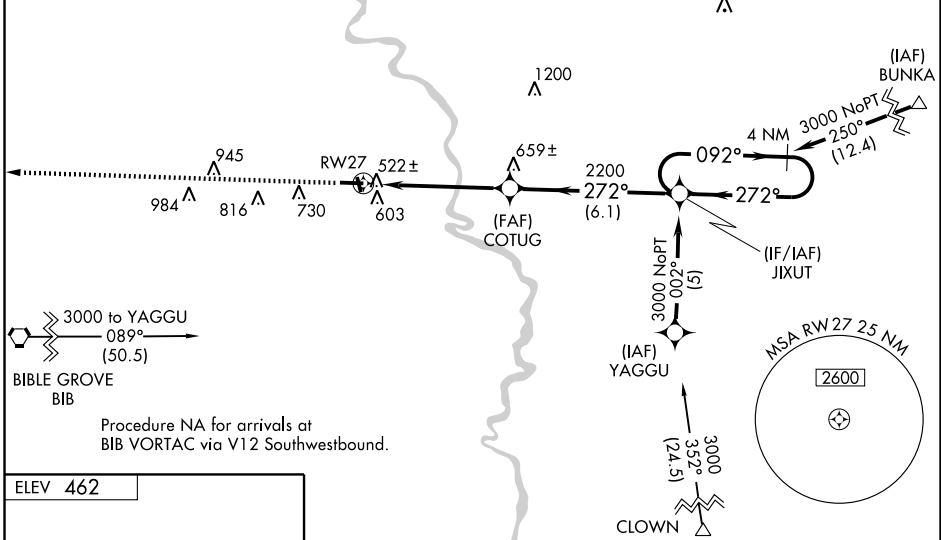 1200
(IAF)
BUNKA
3000 NoPT
250°
(12.4)
4 NM
092°
945
RW27
522±
659±
2200
272°
(6.1)
272°
984
816
730
603
(FAF)
COTUG
(IF/IAF)
JIXUT
3000 NoPT
002°
(5)
3000 to YAGGU
089°
(50.5)
BIBLE GROVE
BIB
(IAF)
YAGGU
MSA RW 27 25 NM
2600
Procedure NA for arrivals at
BIB VORTAC via V12 Southwestbound.
3000
352°
(24.5)
ELEV 462
CLOWN